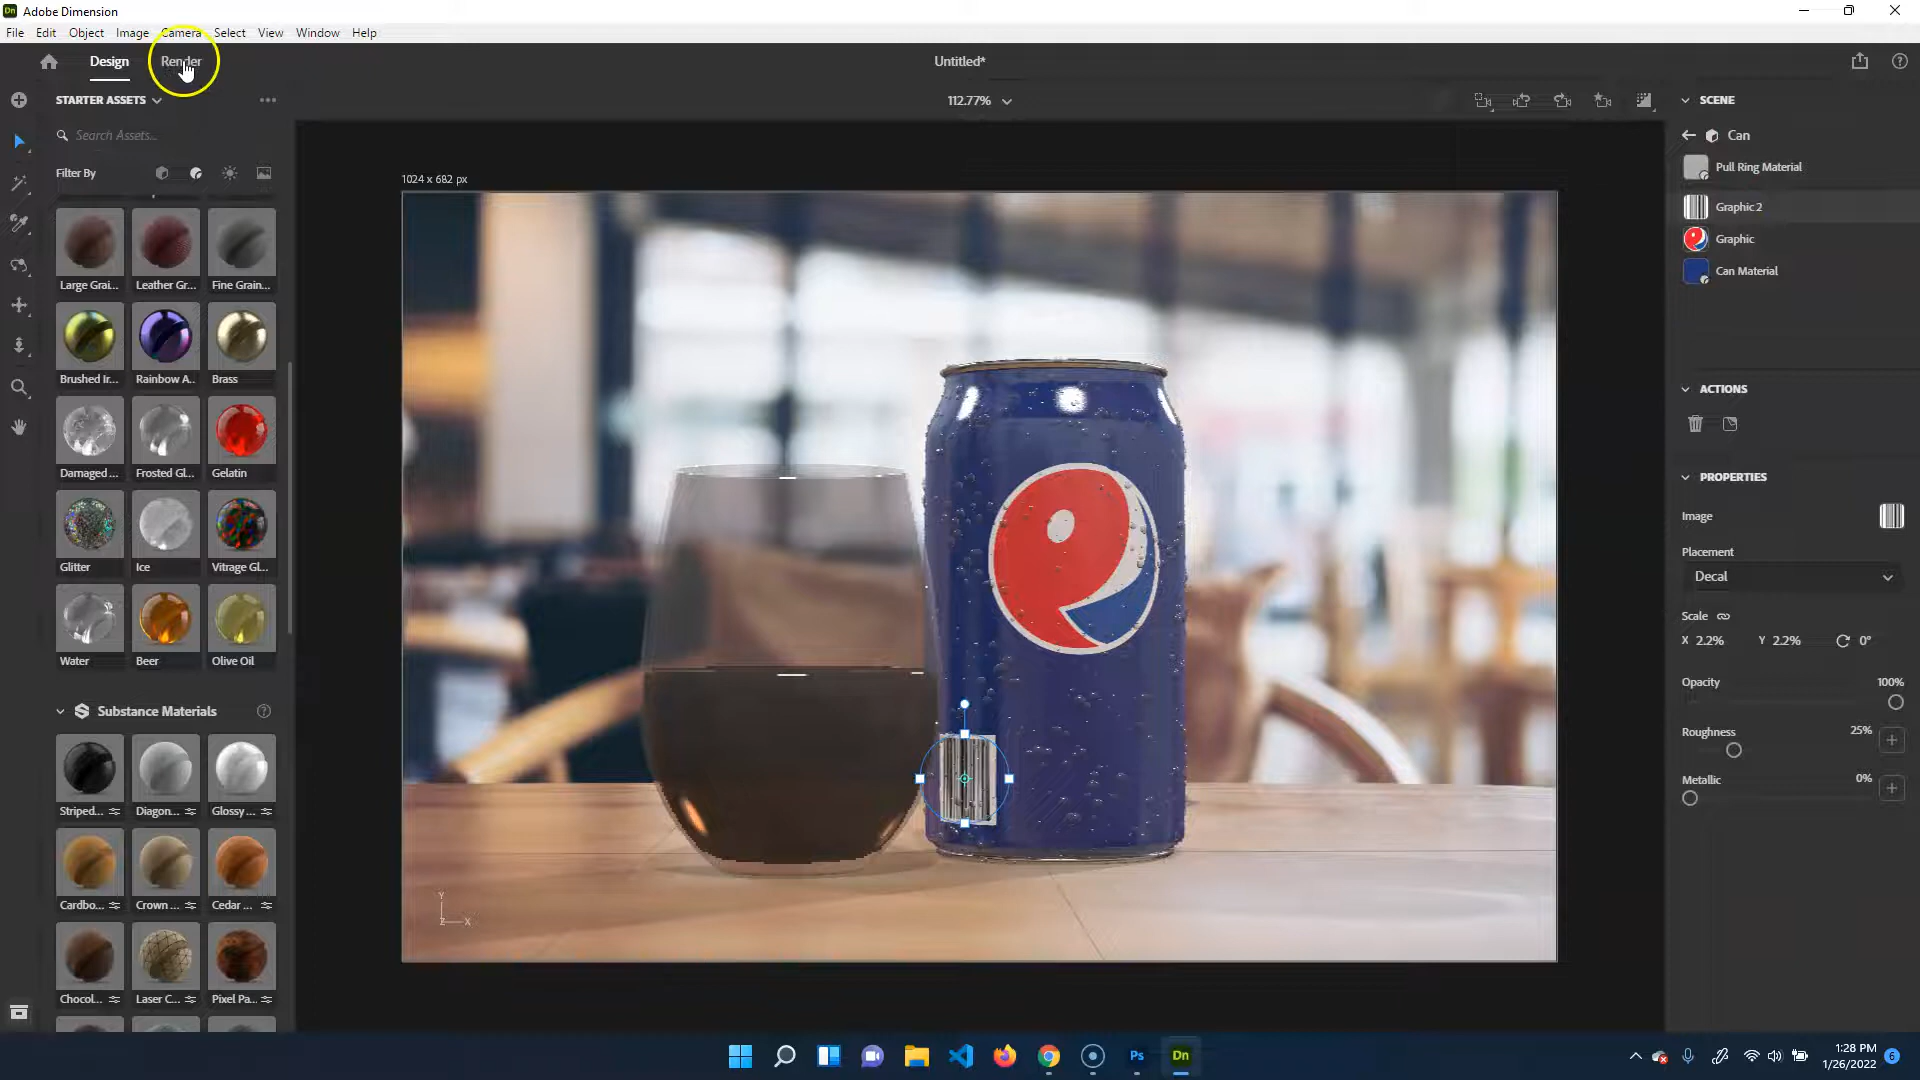 Adobe Dimension
File Edit Object Image Camera Select View Window Help
Design Render Untitled*
STARTER ASSETS
112.77%
SCENE
Search Assets...
Can
Filter By
Pull Ring Material
1024 x 682 px
Graphic 2
Graphic
Can Material
Large Grai... Leather Gr... Fine Grain...
Brushed Ir... Rainbow A.. Brass
ACTIONS
Damaged ... Frosted Gl... Gelatin
PROPERTIES
Image
Placement
Glitter Ice Vitrage Gl...
Decal
Scale
X 2.2% Y 2.2% 0°
Water Beer Olive Oil
Opacity 100%
Substance Materials
Roughness 25%
Metallic 0%
Striped... Diagon... Glossy ...
Cardbo... Crown ... Cedar ...
Y
Z X
Chocol... Laser C... Pixel Pa...
Ps Dn
1:28 PM
1/26/2022
6